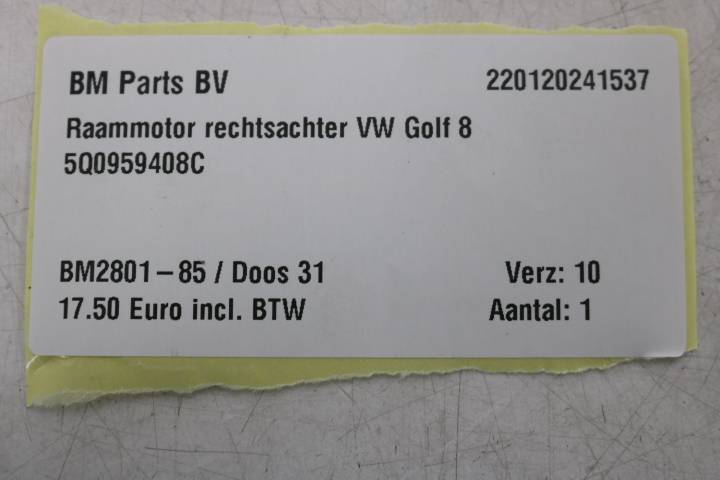 BM Parts BV 220120241537
Raammotor rechtsachter VW Golf 8
5Q0959408C
BM2801-85 / Doos 31 Verz: 10
17.50 Euro incl. BTW Aantal: 1